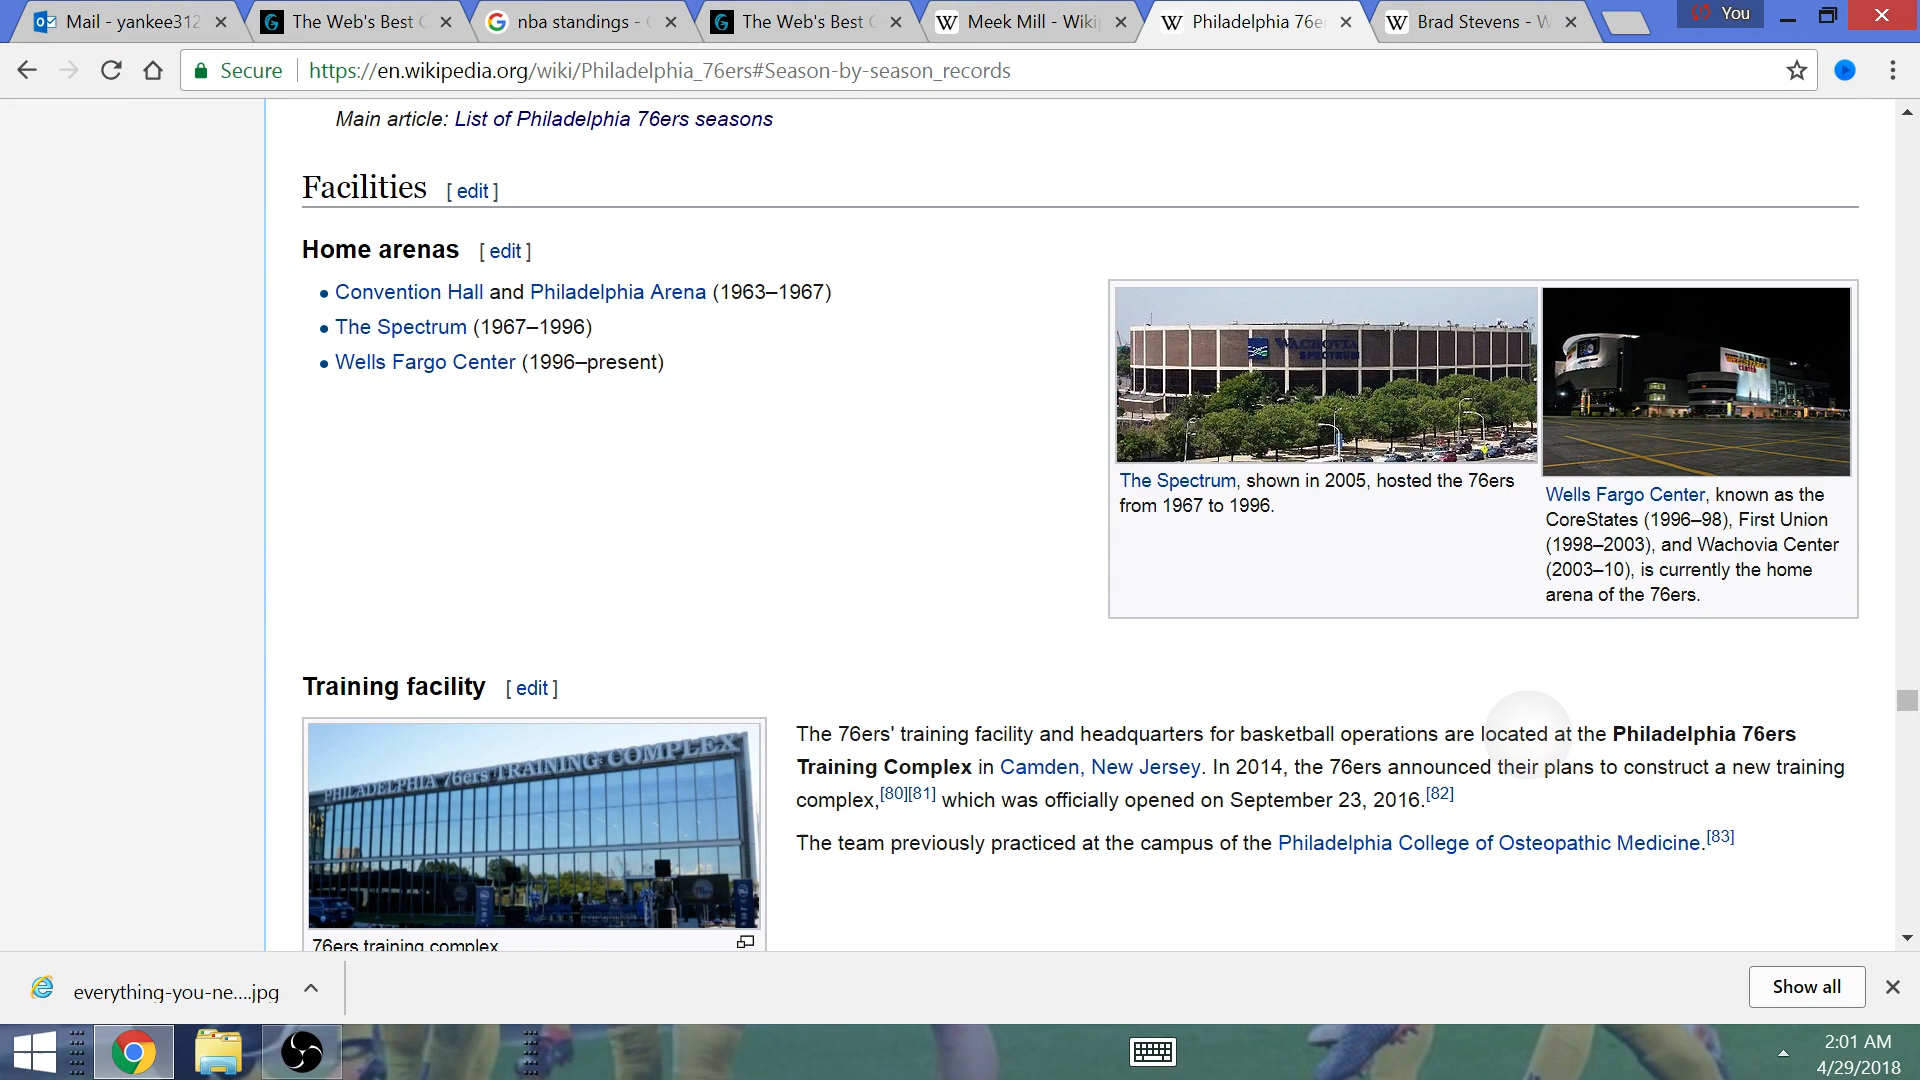 Mail - yankee312
The Web's Best
nba standings -
The Web's Best
Meek Mill - Wiki
Philadelphia 76e
Brad Stevens - W
You
Secure
https://en.wikipedia.org/wiki/Philadelphia_76ers#Season-by-season_records
Main article: List of Philadelphia 76ers seasons
Facilities [ edit ]
Home arenas [ edit ]
Convention Hall and Philadelphia Arena (1963–1967)
The Spectrum (1967–1996)
Wells Fargo Center (1996–present)
WACHOVIA
SPECTRUM
The Spectrum, shown in 2005, hosted the 76ers
from 1967 to 1996.
Wells Fargo Center, known as the
CoreStates (1996–98), First Union
(1998–2003), and Wachovia Center
(2003–10), is currently the home
arena of the 76ers.
Training facility [ edit ]
PHILADELPHIA 76ers TRAINING COMPLEX
76ers training complex
The 76ers' training facility and headquarters for basketball operations are located at the Philadelphia 76ers
Training Complex in Camden, New Jersey. In 2014, the 76ers announced their plans to construct a new training
complex,[80][81] which was officially opened on September 23, 2016.[82]
The team previously practiced at the campus of the Philadelphia College of Osteopathic Medicine.[83]
everything-you-ne....jpg
Show all
2:01 AM
4/29/2018